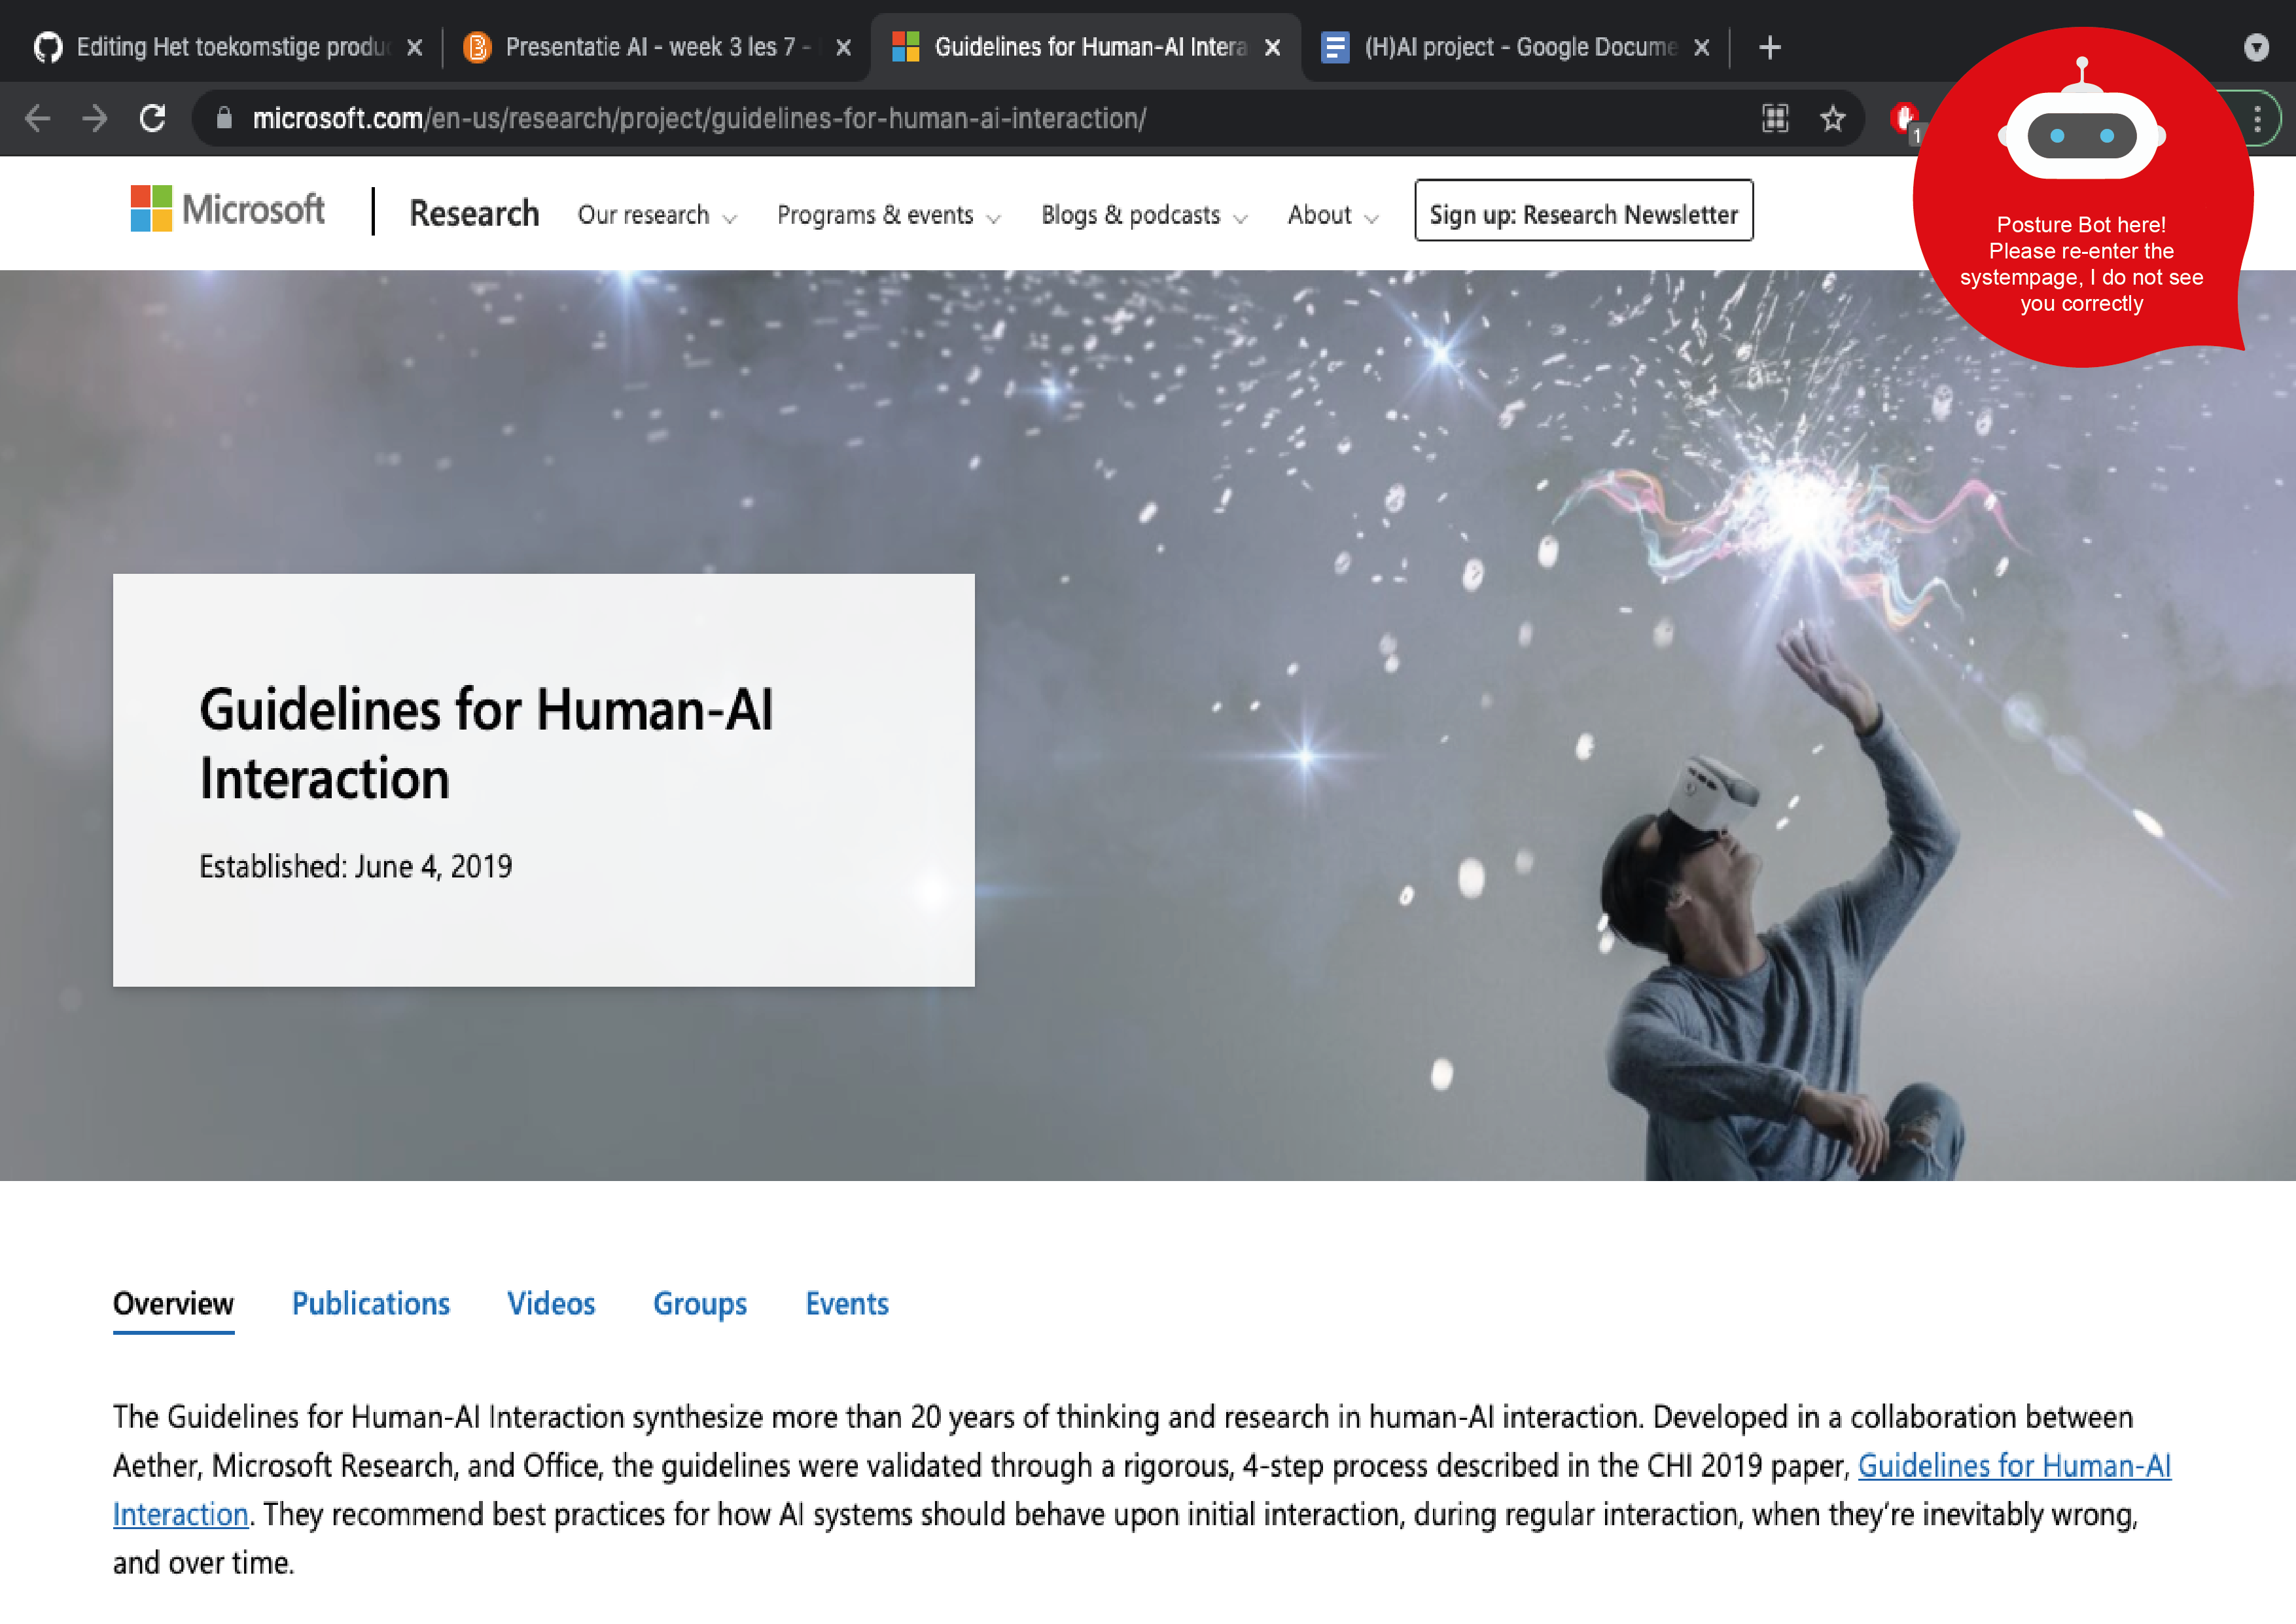 Editing Het toekomstige produ
Presentatie AI - week 3 les 7 -
Guidelines for Human-AI Intera
(H)AI project - Google Docume
microsoft.com/en-us/research/project/guidelines-for-human-ai-interaction/
1
Posture Bot here!
Please re-enter the
systempage, I do not see
you correctly
Microsoft
Research
Our research
Programs & events
Blogs & podcasts
About
Sign up: Research Newsletter
Guidelines for Human-AI
Interaction
Established: June 4, 2019
Overview
Publications
Videos
Groups
Events
The Guidelines for Human-AI Interaction synthesize more than 20 years of thinking and research in human-AI interaction. Developed in a collaboration between
Aether, Microsoft Research, and Office, the guidelines were validated through a rigorous, 4-step process described in the CHI 2019 paper, Guidelines for Human-AI
Interaction. They recommend best practices for how AI systems should behave upon initial interaction, during regular interaction, when they're inevitably wrong,
and over time.